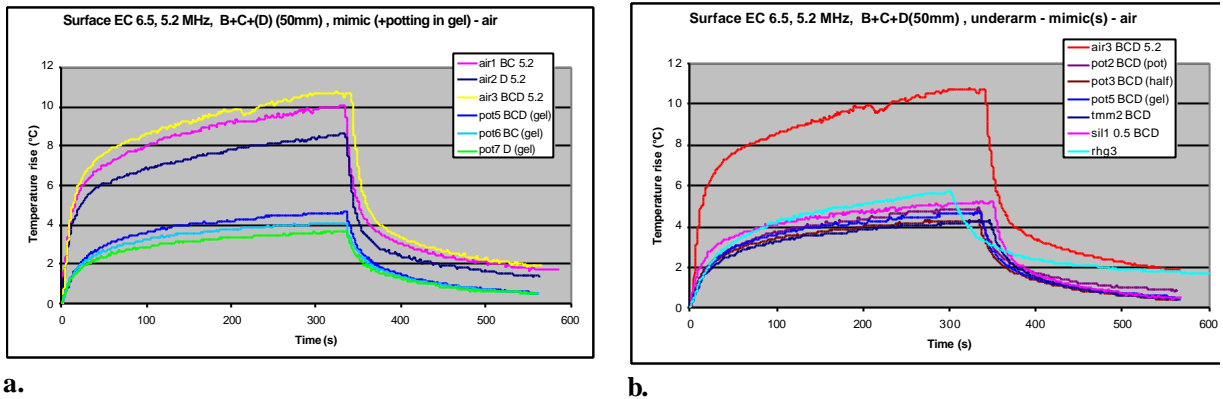 Surface EC 6.5, 5.2 MHz, B+C+(D) (50mm) , mimic (+potting in gel) - air
Temperature rise (°C)
12
10
8
6
4
2
0
0 100 200 300 400 500 600
Time (s)
air1 BC 5.2
air2 D 5.2
air3 BCD 5.2
pot5 BCD (gel)
pot6 BC (gel)
pot7 D (gel)
a.
Surface EC 6.5, 5.2 MHz, B+C+D(50mm) , underarm - mimic(s) - air
Temperature rise (°C)
12
10
8
6
4
2
0
0 100 200 300 400 500 600
Time (s)
air3 BCD 5.2
pot2 BCD (pot)
pot3 BCD (half)
pot5 BCD (gel)
tmm2 BCD
sil1 0.5 BCD
rhg3
b.